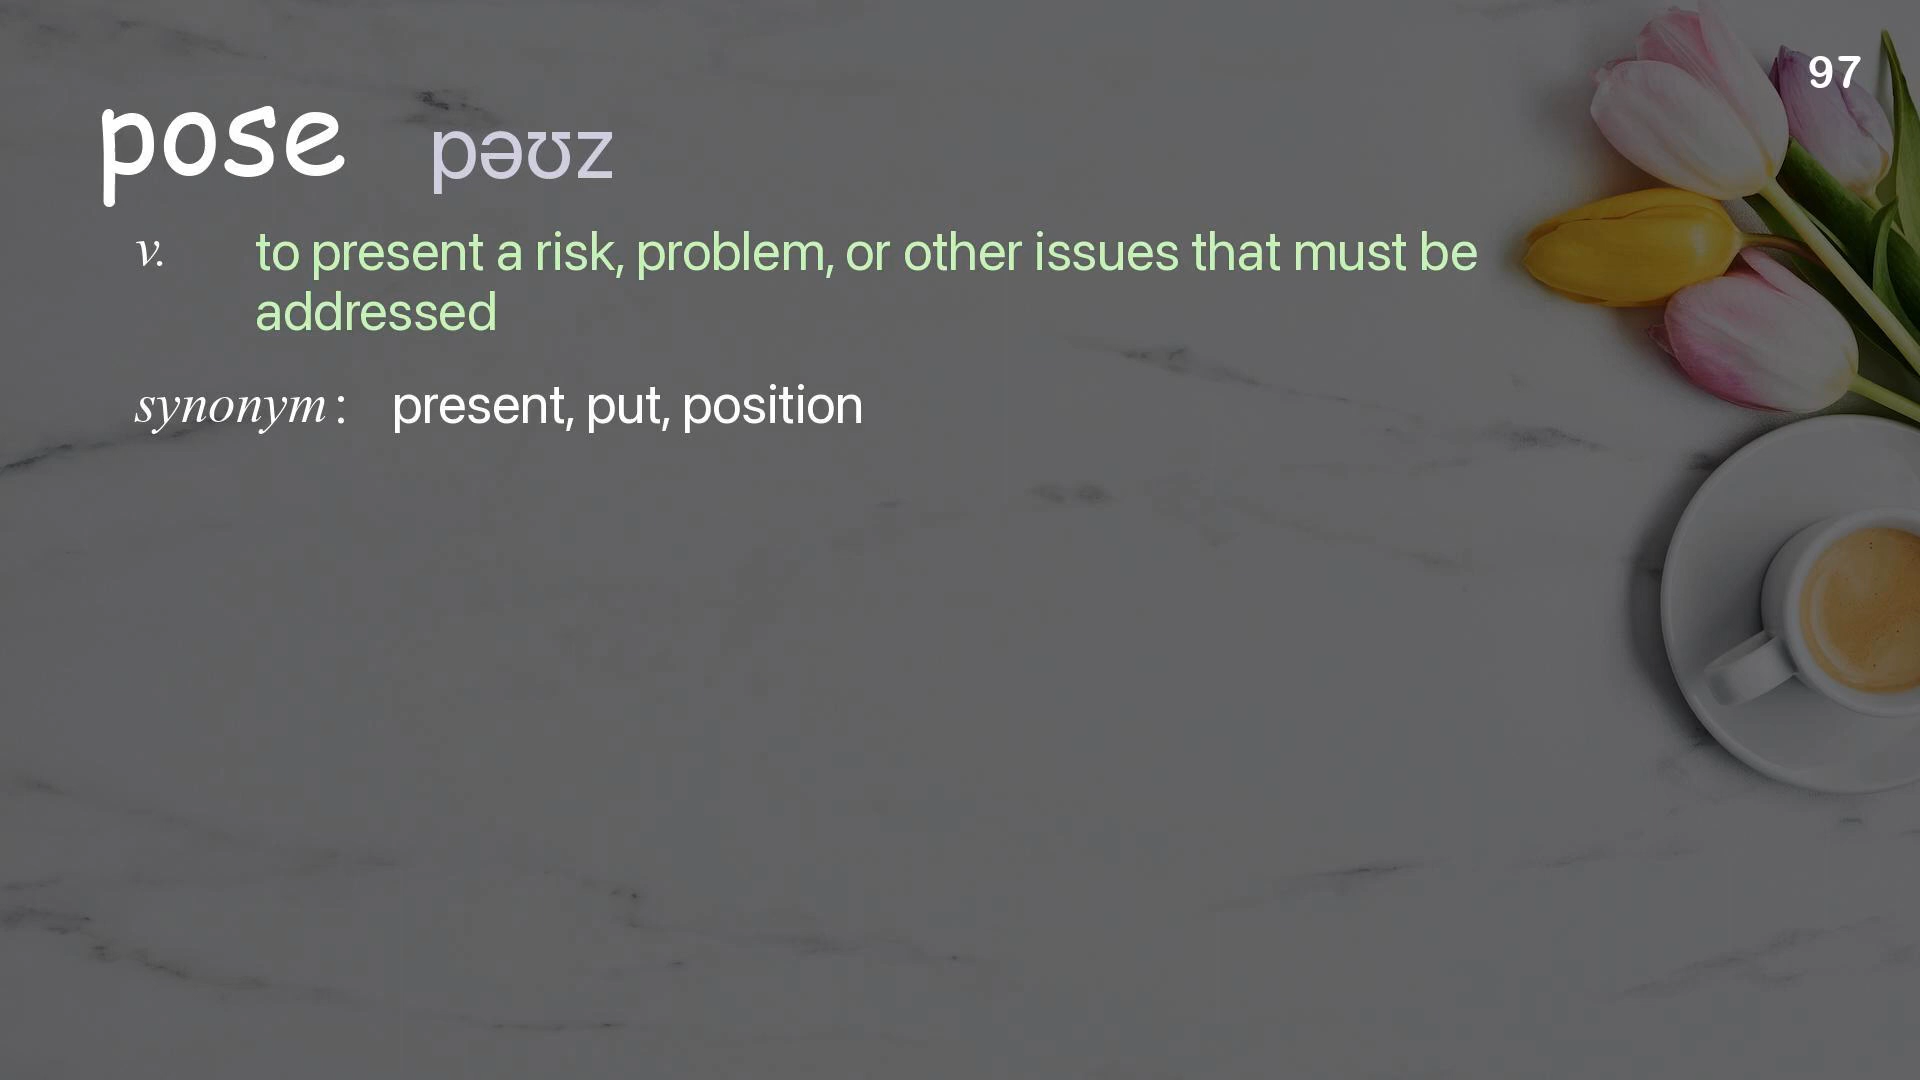 97
pose pəʊz
v. to present a risk, problem, or other issues that must be
addressed
synonym : present, put, position